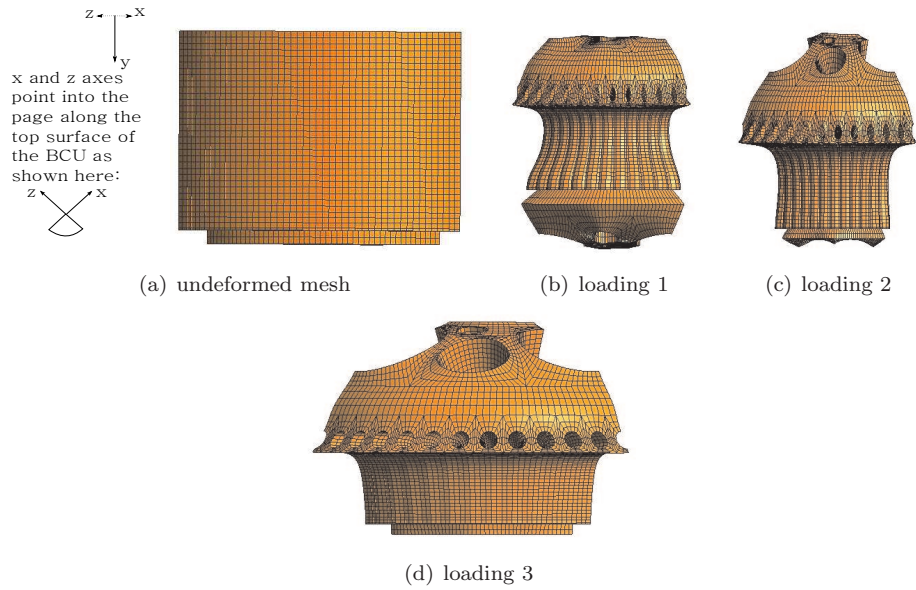 z x
y
x and z axes
point into the
page along the
top surface of
the BCU as
shown here:
z x
(a) undeformed mesh
(b) loading 1
(c) loading 2
(d) loading 3